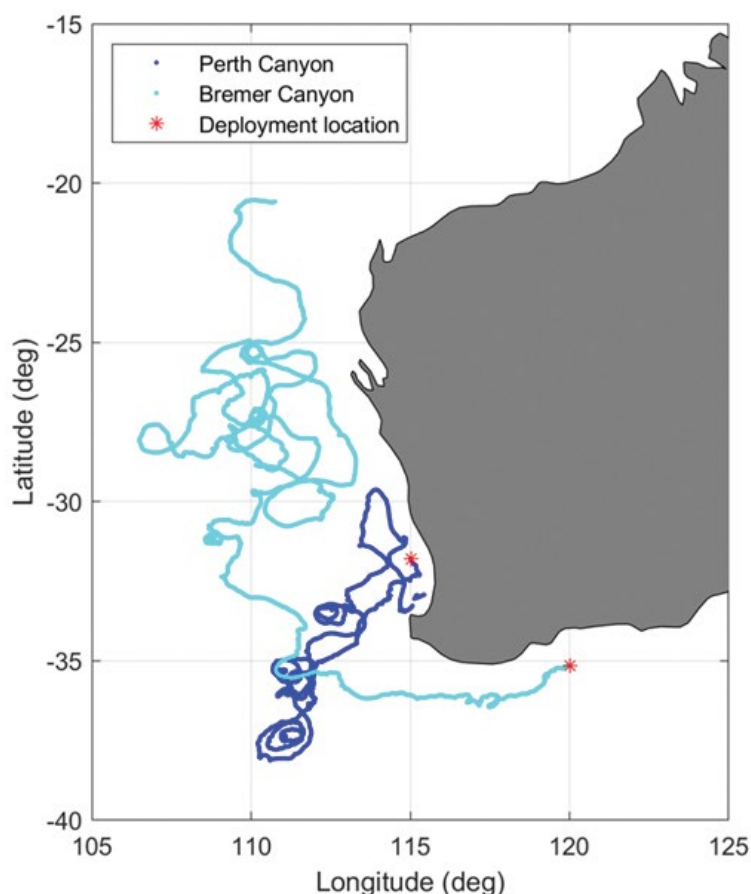 -15
Perth Canyon
Bremer Canyon
Deployment location
-20
-25
Latitude (deg)
-30
-35
-40
105 110 115 120 125
Longitude (deg)